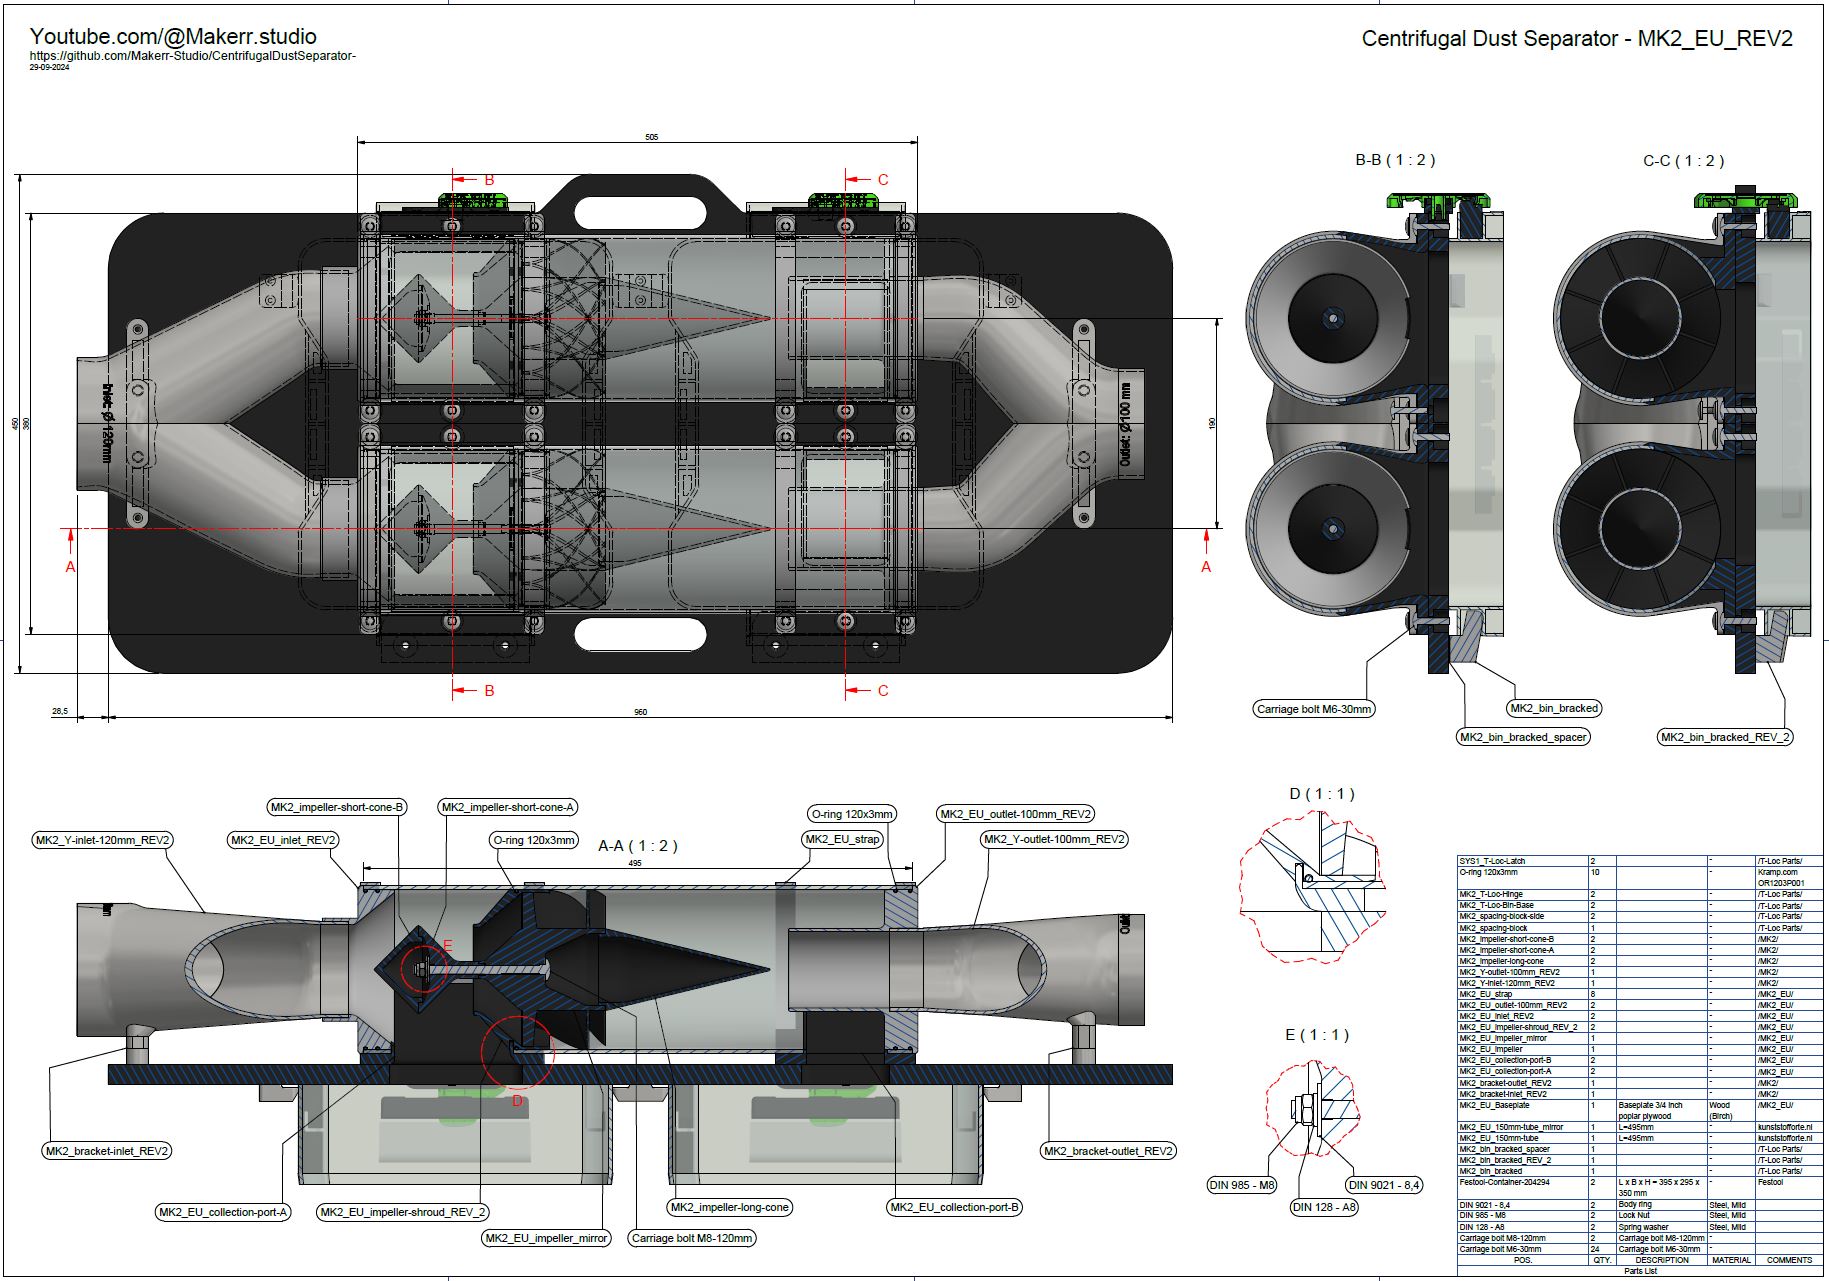 Youtube.com/@Makerr.studio
https://github.com/Makerr-Studio/CentrifugalDustSeparator-
29-09-2024
Centrifugal Dust Separator - MK2_EU_REV2
505
B
C
450
380
Inlet: Ø 120mm
Outlet: Ø100 mm
190
A
A
B
C
28,5
960
B-B ( 1 : 2 )
C-C ( 1 : 2 )
Carriage bolt M6-30mm
MK2_bin_bracked
MK2_bin_bracked_spacer
MK2_bin_bracked_REV_2
MK2_impeller-short-cone-B
MK2_impeller-short-cone-A
MK2_Y-inlet-120mm_REV2
MK2_EU_inlet_REV2
O-ring 120x3mm
A-A ( 1 : 2 )
O-ring 120x3mm
MK2_EU_strap
MK2_EU_outlet-100mm_REV2
MK2_Y-outlet-100mm_REV2
495
E
D
MK2_bracket-inlet_REV2
MK2_bracket-outlet_REV2
MK2_EU_collection-port-A
MK2_EU_impeller-shroud_REV_2
MK2_EU_impeller_mirror
Carriage bolt M8-120mm
MK2_impeller-long-cone
MK2_EU_collection-port-B
D ( 1 : 1 )
E ( 1 : 1 )
DIN 985 - M8
DIN 128 - A8
DIN 9021 - 8,4
SYS1_T-Loc-Latch 2 - /T-Loc Parts/
O-ring 120x3mm 10 - Kramp.com
OR1203P001
MK2_T-Loc-Hinge 2 - /T-Loc Parts/
MK2_T-Loc-Bin-Base 2 - /T-Loc Parts/
MK2_spacing-block-side 2 - /T-Loc Parts/
MK2_spacing-block 1 - /T-Loc Parts/
MK2_impeller-short-cone-B 2 - /MK2/
MK2_impeller-short-cone-A 2 - /MK2/
MK2_impeller-long-cone 2 - /MK2/
MK2_Y-outlet-100mm_REV2 1 - /MK2/
MK2_Y-inlet-120mm_REV2 1 - /MK2/
MK2_EU_strap 8 - /MK2_EU/
MK2_EU_outlet-100mm_REV2 2 - /MK2_EU/
MK2_EU_inlet_REV2 2 - /MK2_EU/
MK2_EU_impeller-shroud_REV_2 2 - /MK2_EU/
MK2_EU_impeller_mirror 1 - /MK2_EU/
MK2_EU_impeller 1 - /MK2_EU/
MK2_EU_collection-port-B 2 - /MK2_EU/
MK2_EU_collection-port-A 2 - /MK2_EU/
MK2_bracket-outlet_REV2 1 - /MK2/
MK2_bracket-inlet_REV2 1 - /MK2/
MK2_EU_Baseplate 1 Baseplate 3/4 inch Wood /MK2_EU/
poplar plywood (Birch)
MK2_EU_150mm-tube_mirror 1 L=495mm - kunststofforte.nl
MK2_EU_150mm-tube 1 L=495mm - kunststofforte.nl
MK2_bin_bracked_spacer 1 - /T-Loc Parts/
MK2_bin_bracked_REV_2 1 - /T-Loc Parts/
MK2_bin_bracked 1 - /T-Loc Parts/
Festool-Container-204294 2 L x B x H = 395 x 295 x - Festool
350 mm
DIN 9021 - 8,4 2 Body ring Steel, Mild
DIN 985 - M8 2 Lock Nut Steel, Mild
DIN 128 - A8 2 Spring washer Steel, Mild
Carriage bolt M8-120mm 2 Carriage bolt M8-120mm -
Carriage bolt M6-30mm 24 Carriage bolt M6-30mm -
POS. QTY. DESCRIPTION MATERIAL COMMENTS
Parts List